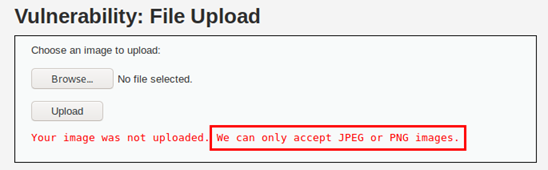 Vulnerability: File Upload
Choose an image to upload:
Browse... No file selected.
Upload
Your image was not uploaded. We can only accept JPEG or PNG images.